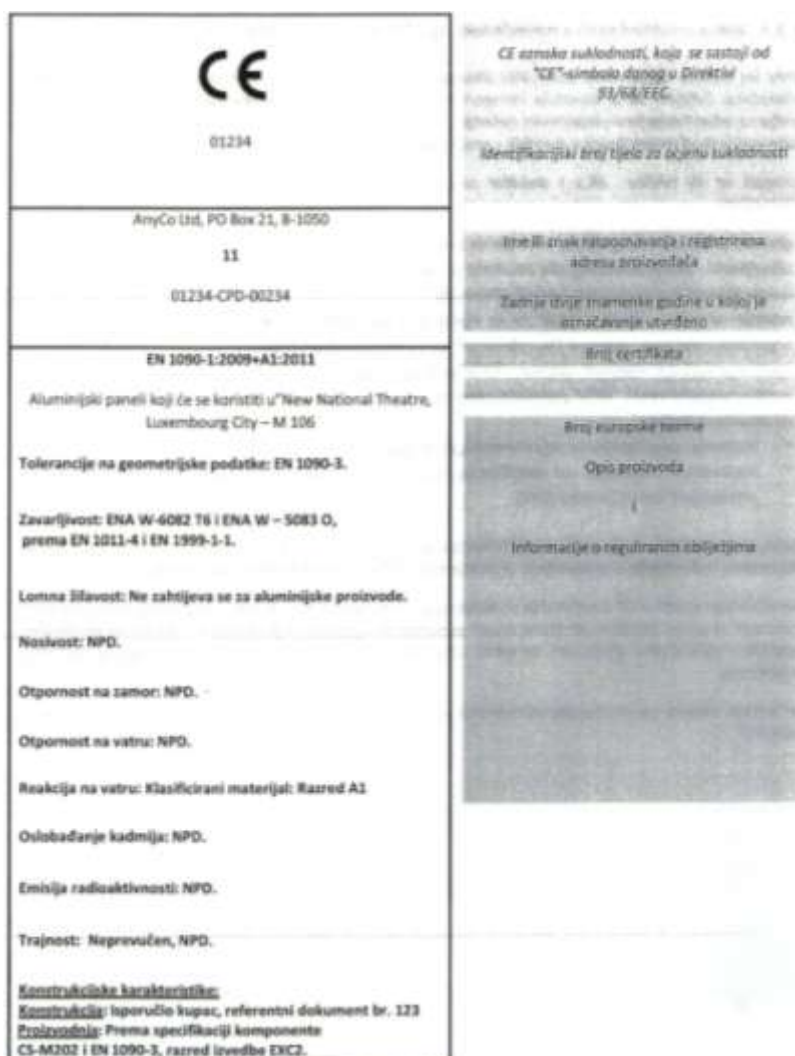 CE
01234
AnyCo Ltd, PO Box 21, B-1050
11
01234-CPD-00234
EN 1090-1:2009+A1:2011
Aluminijski paneli koji će se koristiti u"New National Theatre,
Luxembourg City – M 106
Tolerancije na geometrijske podatke: EN 1090-3.
Zavarljivost: ENA W-6082 T6 i ENA W – 5083 O,
prema EN 1011-4 i EN 1999-1-1.
Lomna žilavost: Ne zahtijeva se za aluminijske proizvode.
Nosivost: NPD.
Otpornost na zamor: NPD.
Otpornost na vatru: NPD.
Reakcija na vatru: Klasificirani materijal: Razred A1
Oslobađanje kadmija: NPD.
Emisija radioaktivnosti: NPD.
Trajnost: Neprevučen, NPD.
Konstrukcijske karakteristike:
Konstrukcija: Isporučio kupac, referentni dokument br. 123
Proizvodnja: Prema specifikaciji komponente
CS-M202 i EN 1090-3, razred izvedbe EXC2.
CE oznaka sukladnosti, koja se sastoji od
"CE"-simbola danog u Direktivi
93/68/EEC
Identifikacijski broj tijela za ocjenu sukladnosti
Ime ili znak raspoznavanja i registrirana
adresa proizvođača
Zadnje dvije znamenke godine u kojoj je
označavanje utvrđeno
Broj certifikata
Broj europske norme
Opis proizvoda
i
Informacije o reguliranim obilježjima